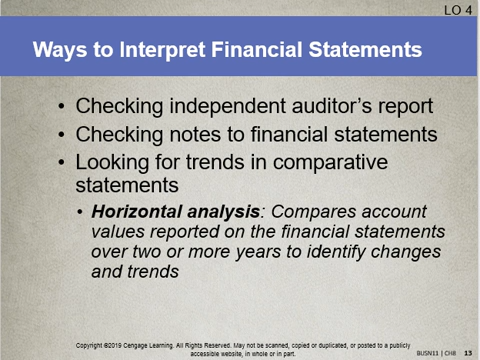 LO 4
Ways to Interpret Financial Statements
• Checking independent auditor's report
• Checking notes to financial statements
• Looking for trends in comparative
statements
• Horizontal analysis: Compares account
values reported on the financial statements
over two or more years to identify changes
and trends
Copyright ©2019 Cengage Learning. All Rights Reserved. May not be scanned, copied or duplicated, or posted to a publicly
accessible website, in whole or in part.
BUSN11 | CH8 13